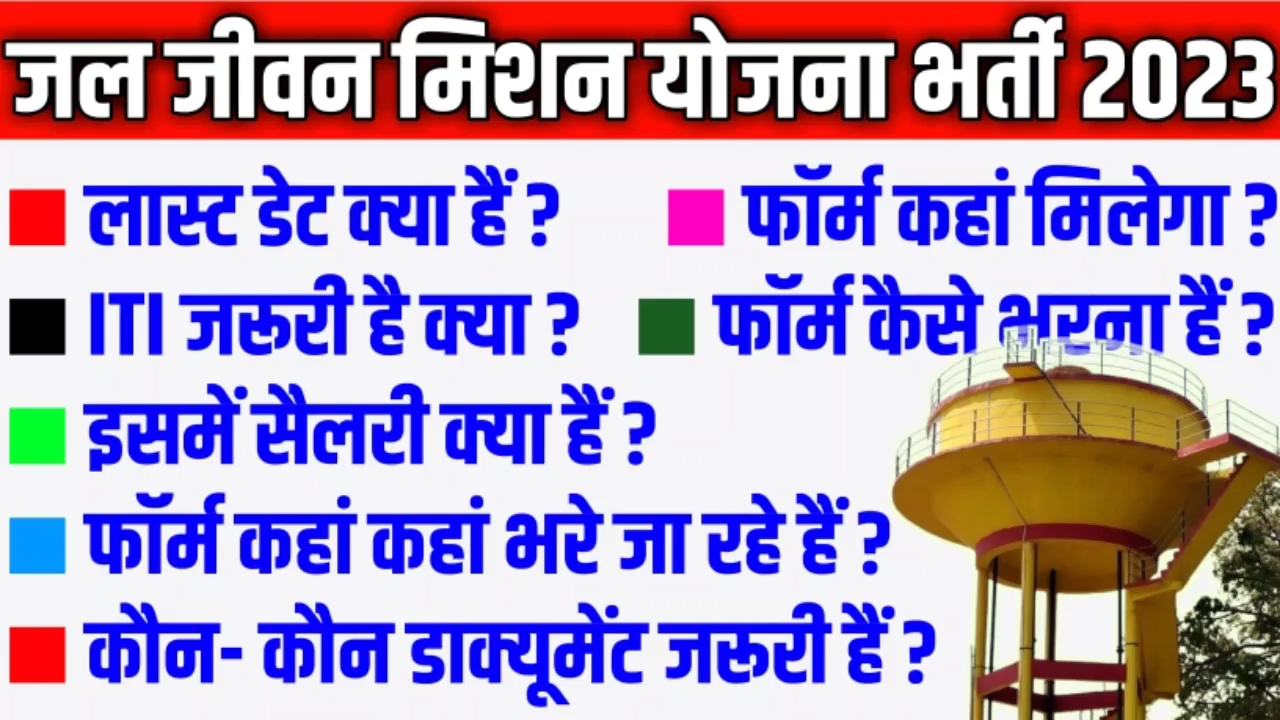 जल जीवन मिशन योजना भर्ती 2023
लास्ट डेट क्या हैं ?
फॉर्म कहां मिलेगा ?
ITI जरूरी है क्या ?
फॉर्म कैसे भरना हैं ?
इसमें सैलरी क्या हैं ?
फॉर्म कहां कहां भरे जा रहे हैं ?
कौन- कौन डाक्यूमेंट जरूरी हैं ?